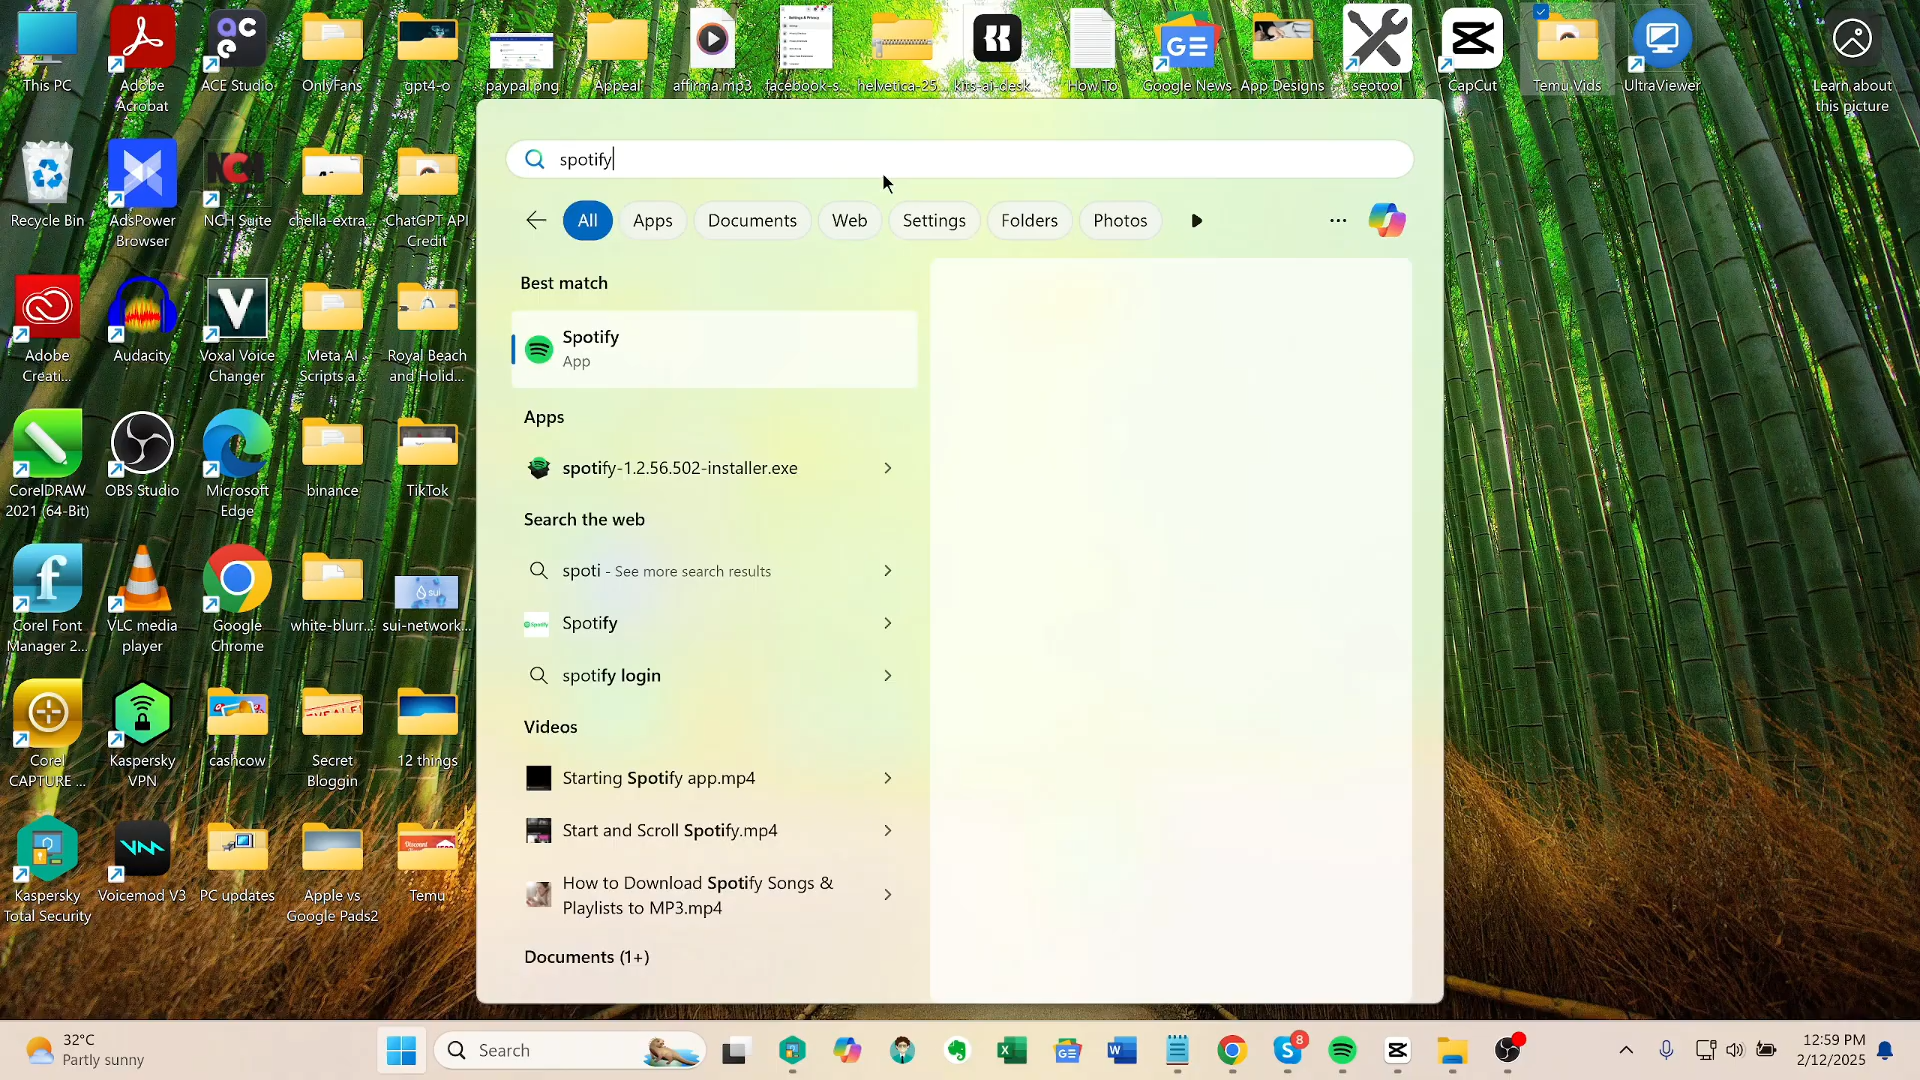 This PC
Adobe
Acrobat
ACE Studio
OnlyFans
gpt4-o
paypal.png
Appeal
affirma.mp3
facebook-s...
helvetica-25...
kits-ai-desk...
How To
Google News
App Designs
seotool
CapCut
Temu Vids
UltraViewer
Learn about
this picture
spotify
Recycle Bin
AdsPower
Browser
NCH Suite
chella-extra...
ChatGPT API
Credit
All
Apps
Documents
Web
Settings
Folders
Photos
Best match
Spotify
App
Adobe
Creati...
Audacity
Voxal Voice
Changer
Meta AI
Scripts a...
Royal Beach
and Holid...
Apps
spotify-1.2.56.502-installer.exe
Search the web
CorelDRAW
2021 (64-Bit)
OBS Studio
Microsoft
Edge
binance
TikTok
spoti - See more search results
Spotify
spotify login
Corel Font
Manager 2...
VLC media
player
Google
Chrome
white-blurr...
sui-network...
Videos
Starting Spotify app.mp4
Start and Scroll Spotify.mp4
How to Download Spotify Songs &
Playlists to MP3.mp4
Corel
CAPTURE ...
Kaspersky
VPN
cashcow
Secret
Bloggin
12 things
Kaspersky
Total Security
Voicemod V3
PC updates
Apple vs
Google Pads2
Temu
Documents (1+)
32°C
Partly sunny
Search
8
12:59 PM
2/12/2025